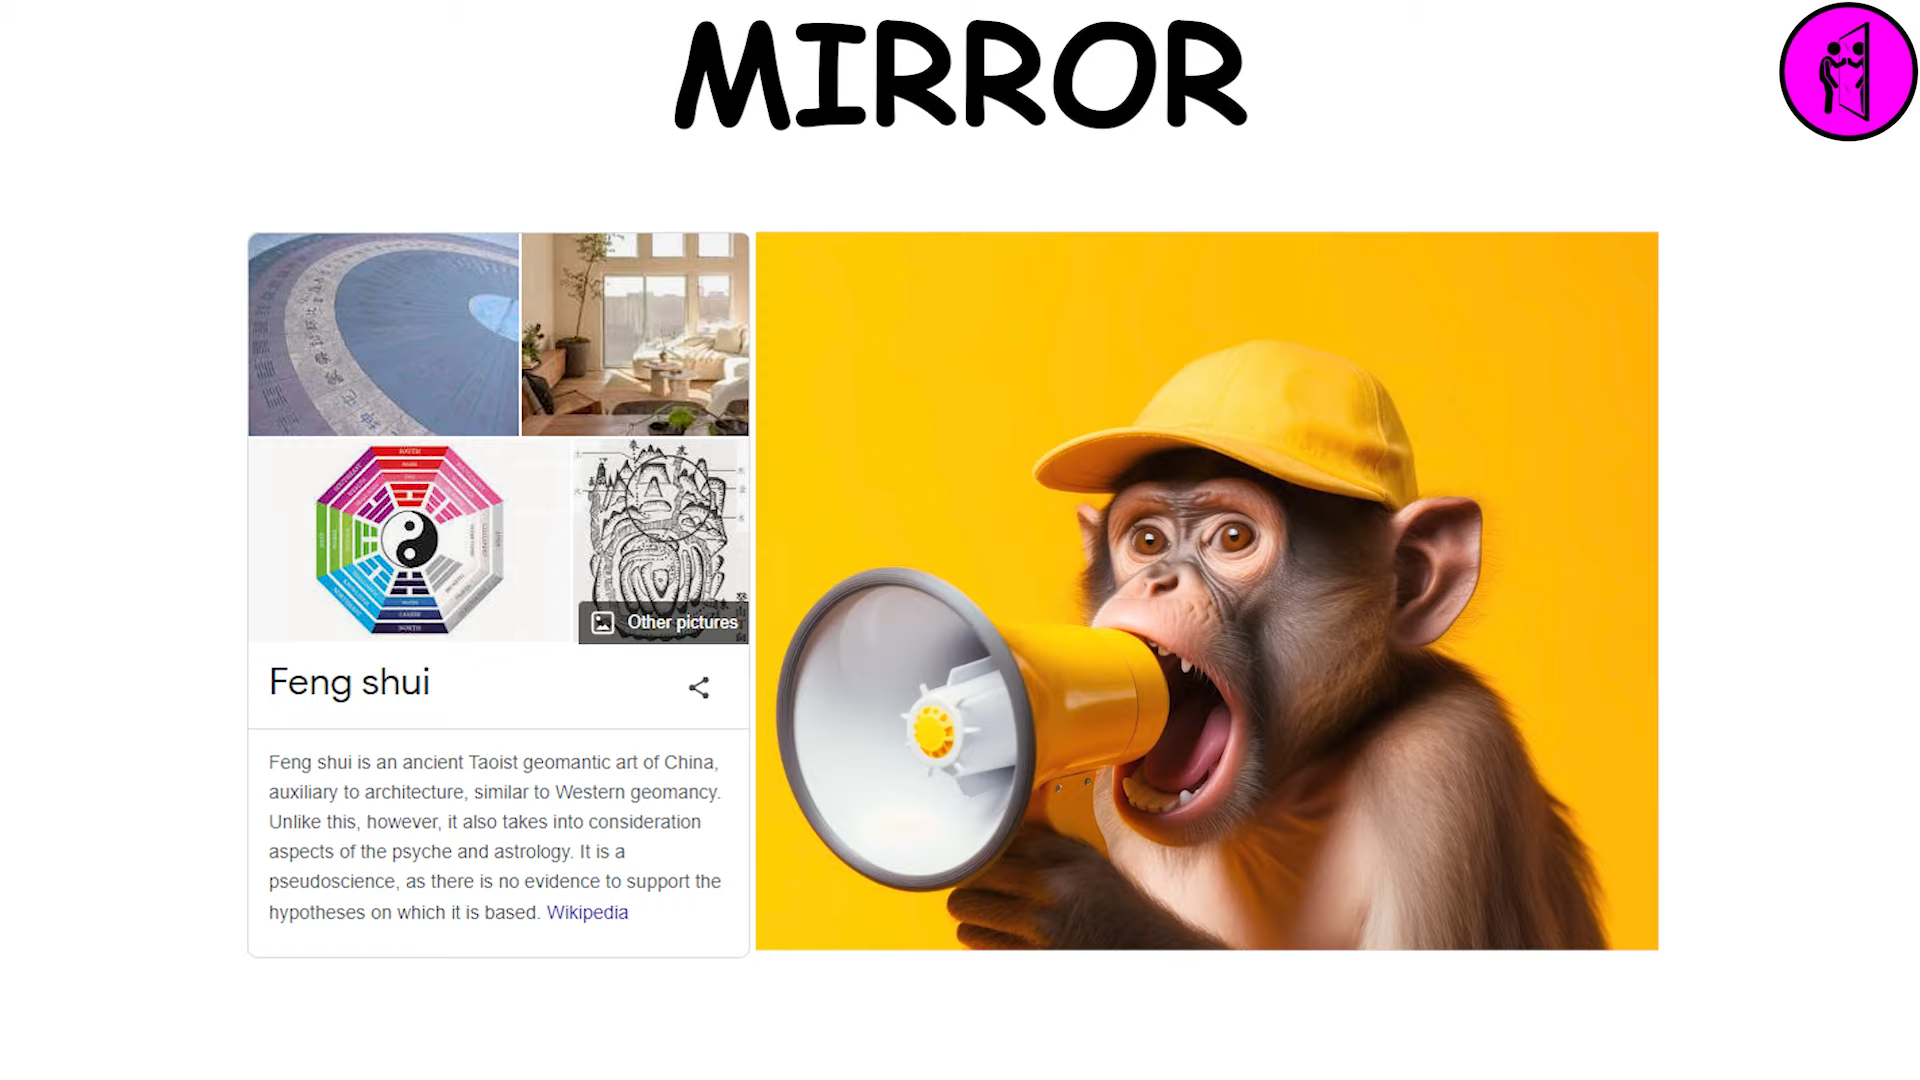 MIRROR
SOUTH
NORTH
Other pictures
Feng shui
Feng shui is an ancient Taoist geomantic art of China,
auxiliary to architecture, similar to Western geomancy.
Unlike this, however, it also takes into consideration
aspects of the psyche and astrology. It is a
pseudoscience, as there is no evidence to support the
hypotheses on which it is based. Wikipedia